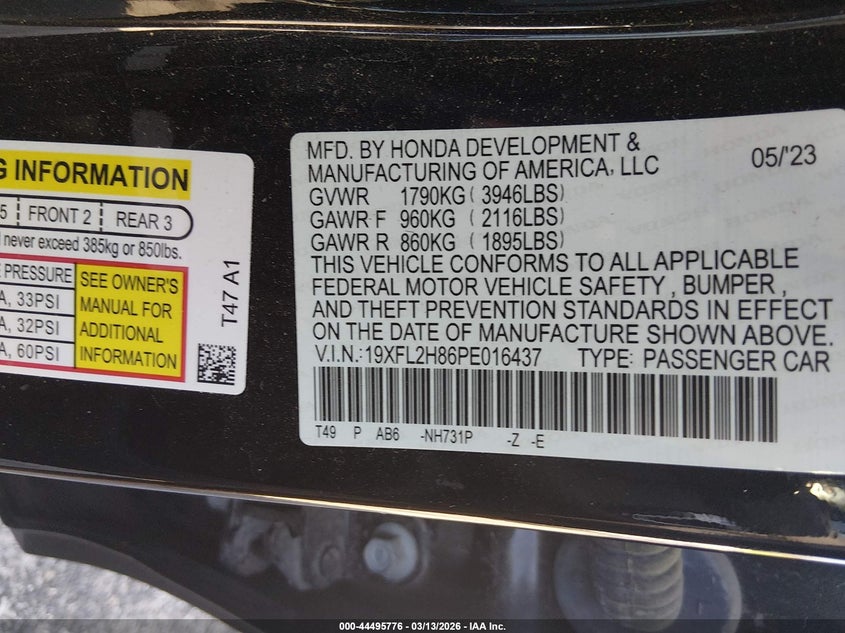 G INFORMATION
5 FRONT 2 REAR 3
never exceed 385kg or 850lbs.
PRESSURE
A, 33PSI
A, 32PSI
A, 60PSI
SEE OWNER'S
MANUAL FOR
ADDITIONAL
INFORMATION
T47 A1
MFD. BY HONDA DEVELOPMENT &
MANUFACTURING OF AMERICA, LLC 05/'23
GVWR 1790KG ( 3946LBS)
GAWR F 960KG ( 2116LBS)
GAWR R 860KG ( 1895LBS)
THIS VEHICLE CONFORMS TO ALL APPLICABLE
FEDERAL MOTOR VEHICLE SAFETY , BUMPER ,
AND THEFT PREVENTION STANDARDS IN EFFECT
ON THE DATE OF MANUFACTURE SHOWN ABOVE.
V.I.N.:19XFL2H86PE016437 TYPE: PASSENGER CAR
T49 P AB6 -NH731P -Z -E
000-44495776 - 03/13/2026 - IAA Inc.